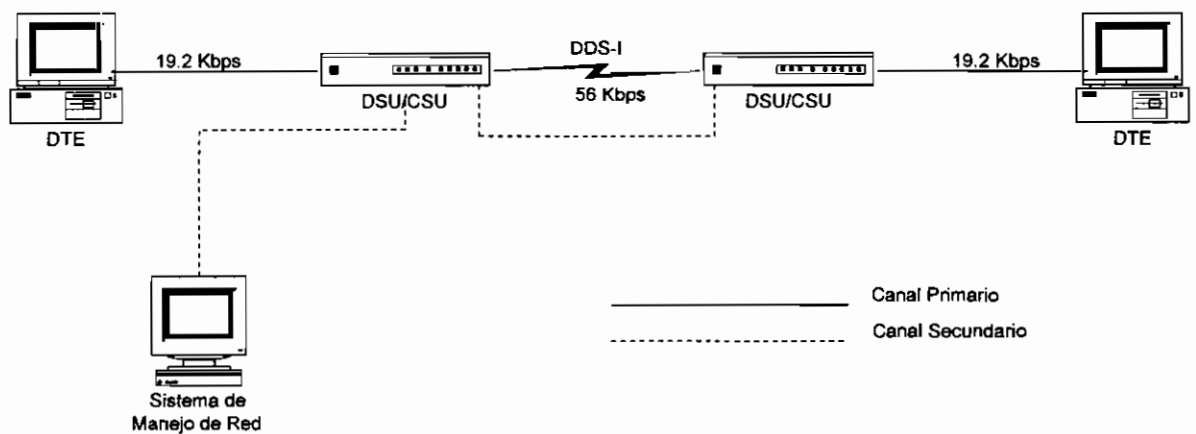 19.2 Kbps
DDS-I
19.2 Kbps
56 Kbps
DSU/CSU
DSU/CSU
DTE
DTE
Canal Primario
Canal Secundario
Sistema de
Manejo de Red